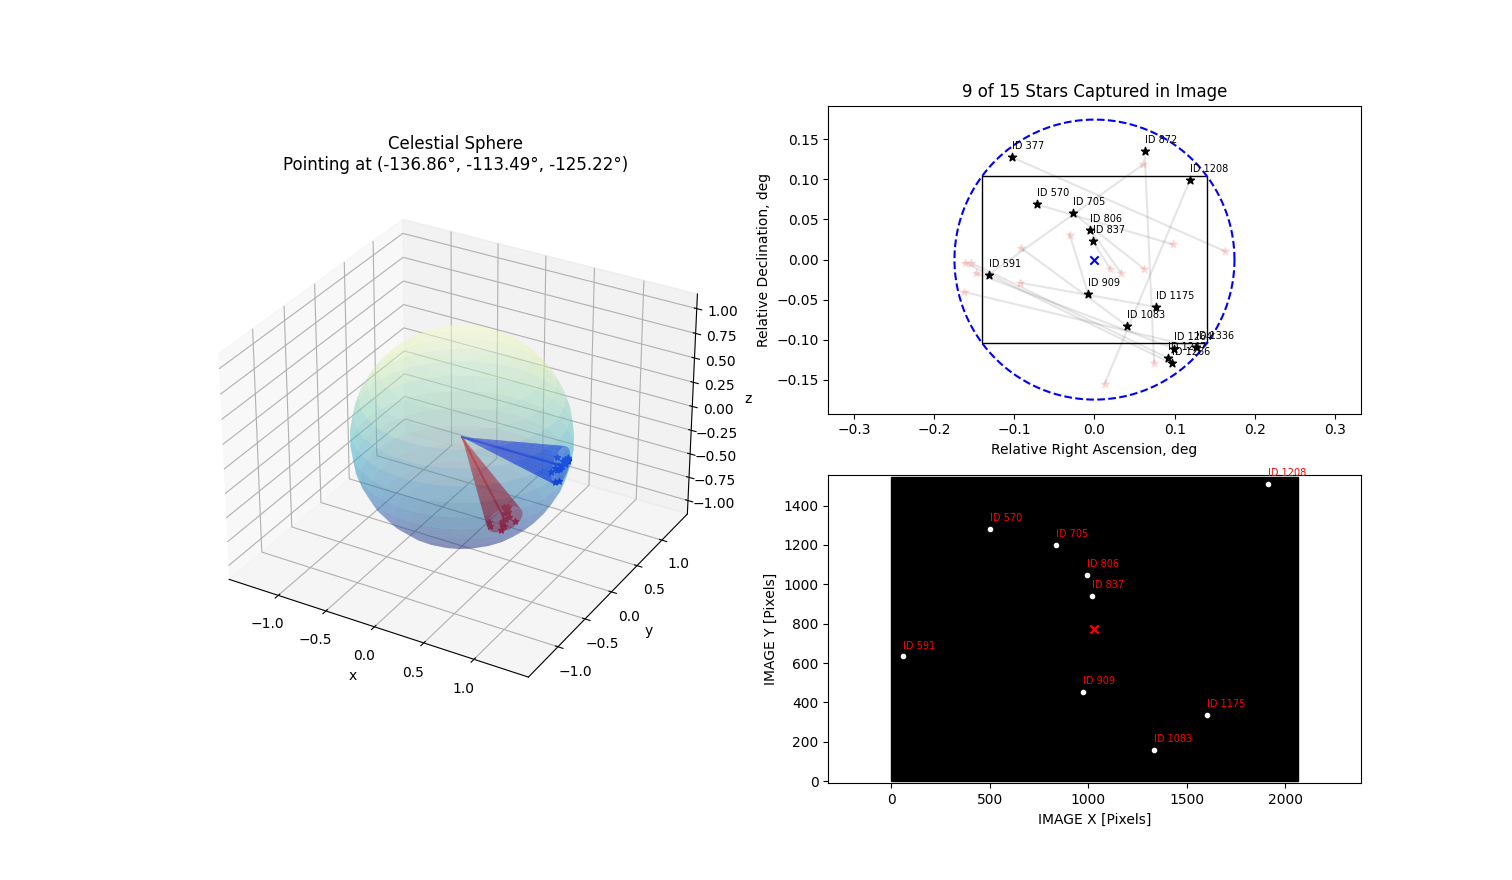 Celestial Sphere
Pointing at (-136.86°, -113.49°, -125.22°)
1.00
0.75
0.50
0.25
0.00
−0.25
−0.50
−0.75
−1.00
z
−1.0
−0.5
0.0
0.5
1.0
x
−1.0
−0.5
0.0
0.5
1.0
y
9 of 15 Stars Captured in Image
0.15
0.10
0.05
0.00
−0.05
−0.10
−0.15
Relative Declination, deg
ID 377
ID 872
ID 1208
ID 570
ID 705
ID 806
ID 837
ID 591
ID 909
ID 1175
ID 1083
−0.3
−0.2
−0.1
0.0
0.1
0.2
0.3
Relative Right Ascension, deg
ID 1208
1400
1200
1000
800
600
400
200
0
IMAGE Y [Pixels]
ID 570
ID 705
ID 806
ID 837
ID 591
ID 909
ID 1175
ID 1083
0
500
1000
1500
2000
IMAGE X [Pixels]